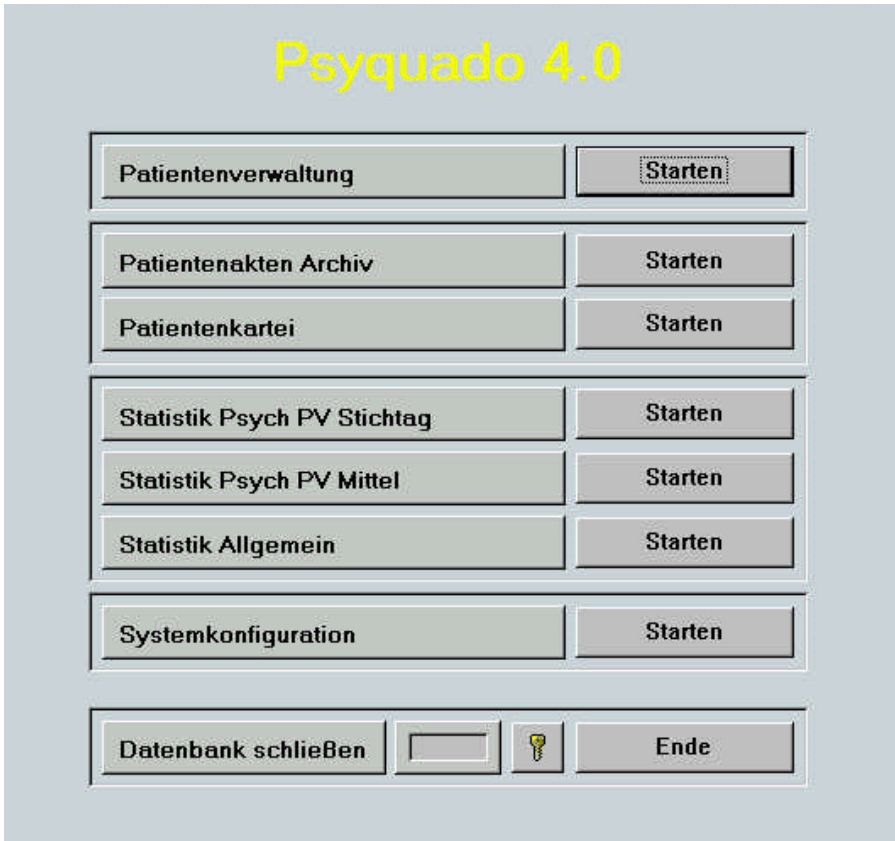 Psyquado 4.0
Patientenverwaltung Starten
Patientenakten Archiv Starten
Patientenkartei Starten
Statistik Psych PV Stichtag Starten
Statistik Psych PV Mittel Starten
Statistik Allgemein Starten
Systemkonfiguration Starten
Datenbank schließen Ende